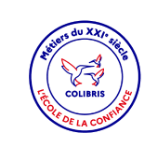 Métiers du XXIe siècle
COLIBRIS
L'ÉCOLE DE LA CONFIANCE